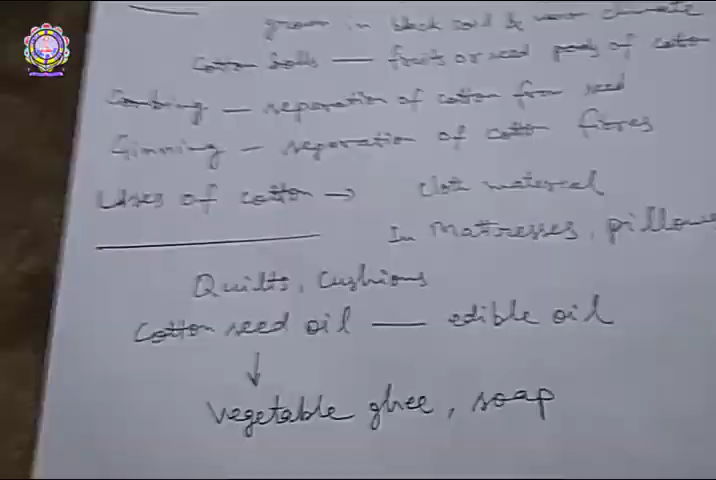 grown in black soil & warm climate
Cotton bolls — fruits or seed pods of cotton
Combing — separation of cotton from seed
Ginning — separation of cotton fibres
Uses of cotton → cloth material
In Mattresses, pillows
Quilts, Cushions
Cotton seed oil — edible oil
↓
vegetable ghee, soap